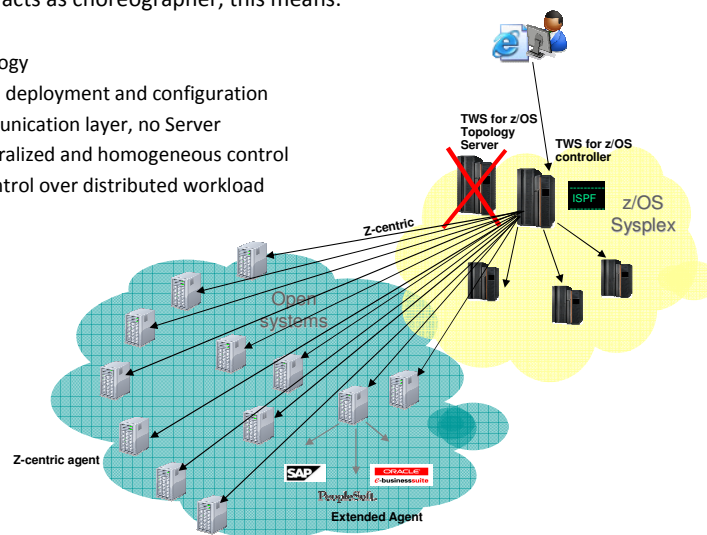 acts as choreographer, this means:
ogy
deployment and configuration
unication layer, no Server
ralized and homogeneous control
ntrol over distributed workload
TWS for z/OS
Topology
Server
TWS for z/OS
controller
ISPF
z/OS
Sysplex
Z-centric
Open
systems
Z-centric agent
SAP
ORACLE
e-businesssuite
PeopleSoft.
Extended Agent